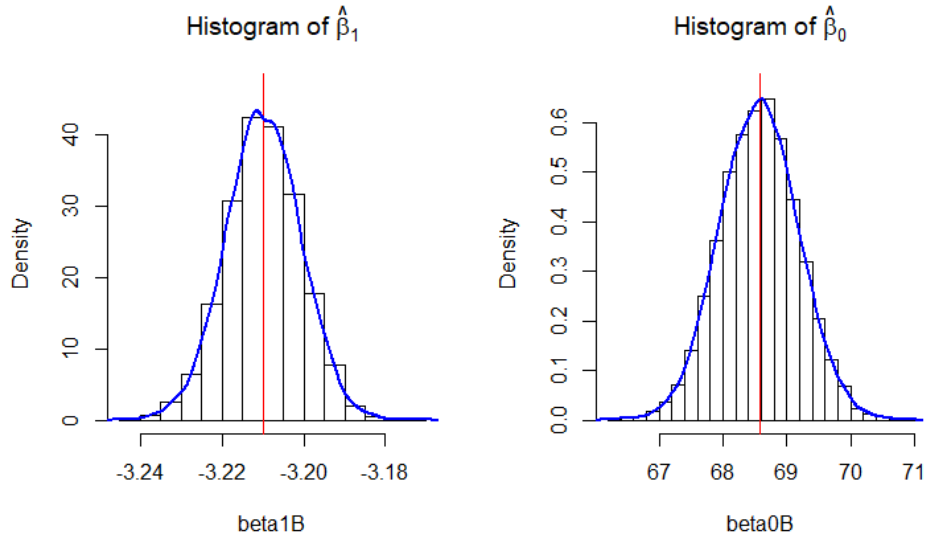 Histogram of β̂₁
Density
0 10 20 30 40
-3.24 -3.22 -3.20 -3.18
beta1B
Histogram of β̂₀
Density
0.0 0.1 0.2 0.3 0.4 0.5 0.6
67 68 69 70 71
beta0B